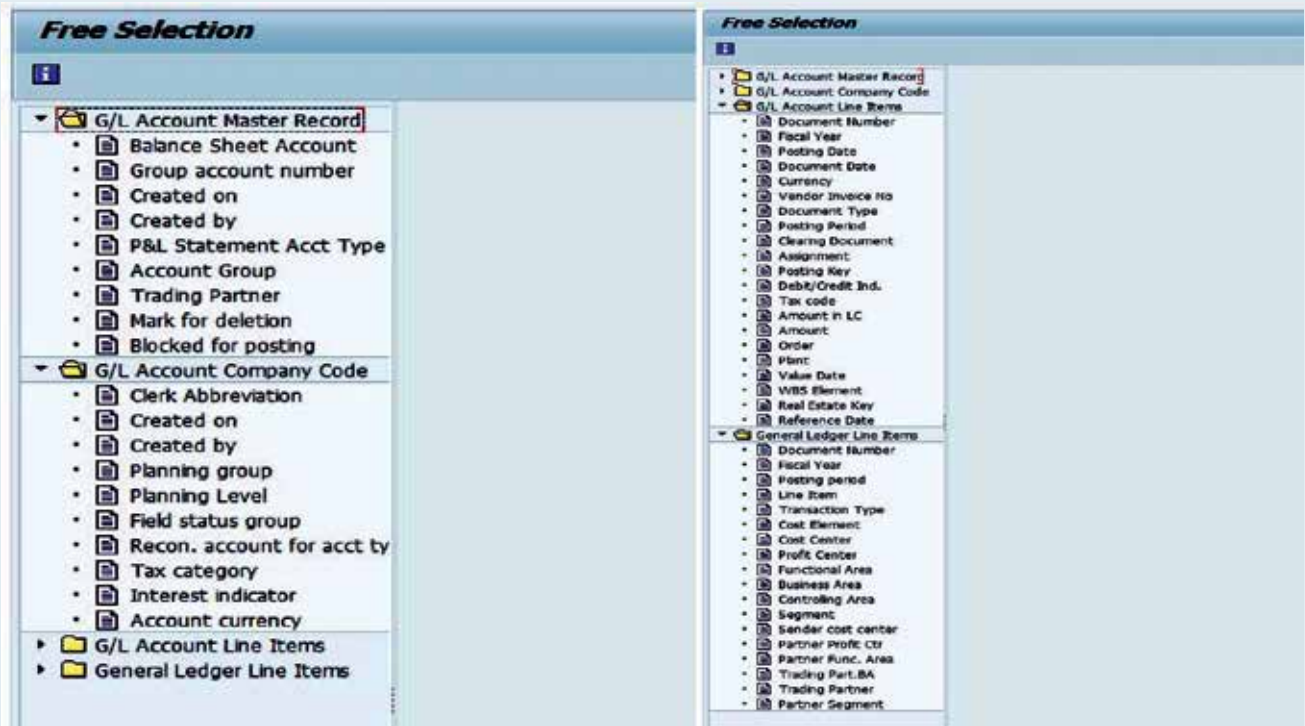 Free Selection
G/L Account Master Record
Balance Sheet Account
Group account number
Created on
Created by
P&L Statement Acct Type
Account Group
Trading Partner
Mark for deletion
Blocked for posting
G/L Account Company Code
Clerk Abbreviation
Created on
Created by
Planning group
Planning Level
Field status group
Recon. account for acct ty
Tax category
Interest indicator
Account currency
G/L Account Line Items
General Ledger Line Items
Free Selection
G/L Account Master Record
G/L Account Company Code
G/L Account Line Items
Document Number
Fiscal Year
Posting Date
Document Date
Currency
Vendor Invoice No
Document Type
Posting Period
Clearing Document
Assignment
Posting Key
Debit/Credit Ind.
Tax code
Amount in LC
Amount
Order
Plant
Value Date
WBS Element
Real Estate Key
Reference Date
General Ledger Line Items
Document Number
Fiscal Year
Posting period
Line Item
Transaction Type
Cost Element
Cost Center
Profit Center
Functional Area
Business Area
Controlling Area
Segment
Sender cost center
Partner Profit Ctr
Partner Func. Area
Trading Part.BA
Trading Partner
Partner Segment